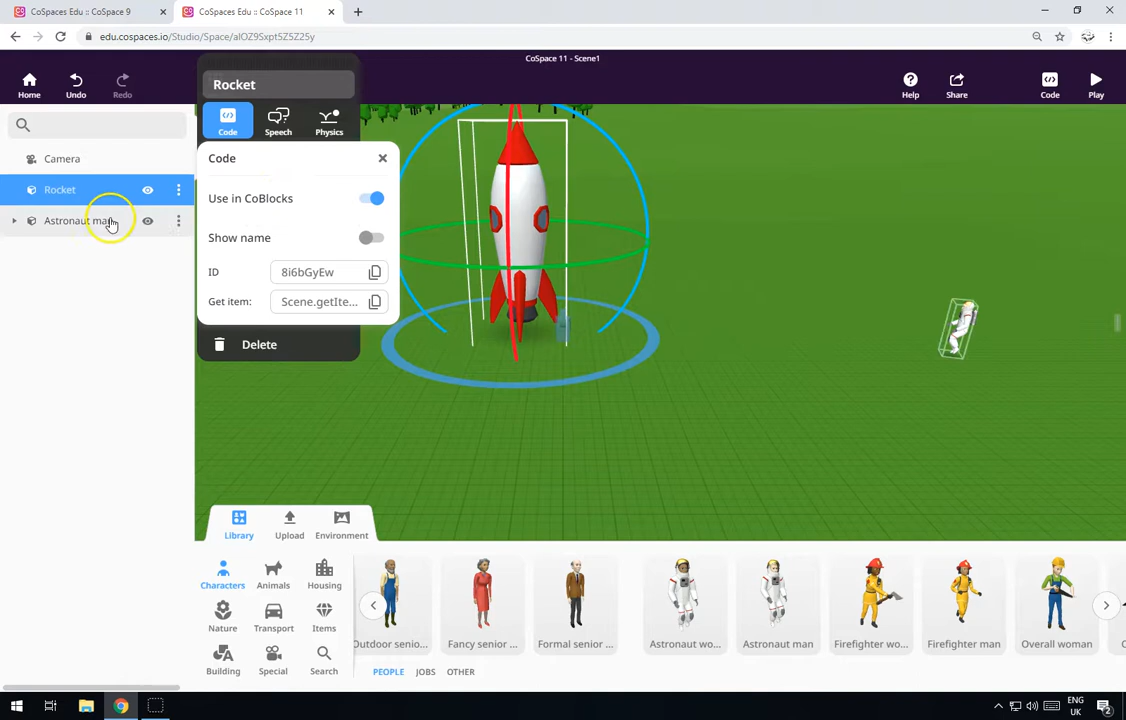 CoSpaces Edu :: CoSpace 9
CoSpaces Edu :: CoSpace 11
edu.cospaces.io/Studio/Space/alOZ9Sxpt5Z5Z25y
CoSpace 11 - Scene1
Home
Undo
Redo
Help
Share
Code
Play
Rocket
Code
Speech
Physics
Camera
Rocket
Astronaut man
Code
Use in CoBlocks
Show name
ID
8i6bGyEw
Get item:
Scene.getIte...
Delete
Library
Upload
Environment
Characters
Animals
Housing
Nature
Transport
Items
Building
Special
Search
Outdoor senio...
Fancy senior ...
Formal senior ...
Astronaut wo...
Astronaut man
Firefighter wo...
Firefighter man
Overall woman
PEOPLE
JOBS
OTHER
ENG
UK
2